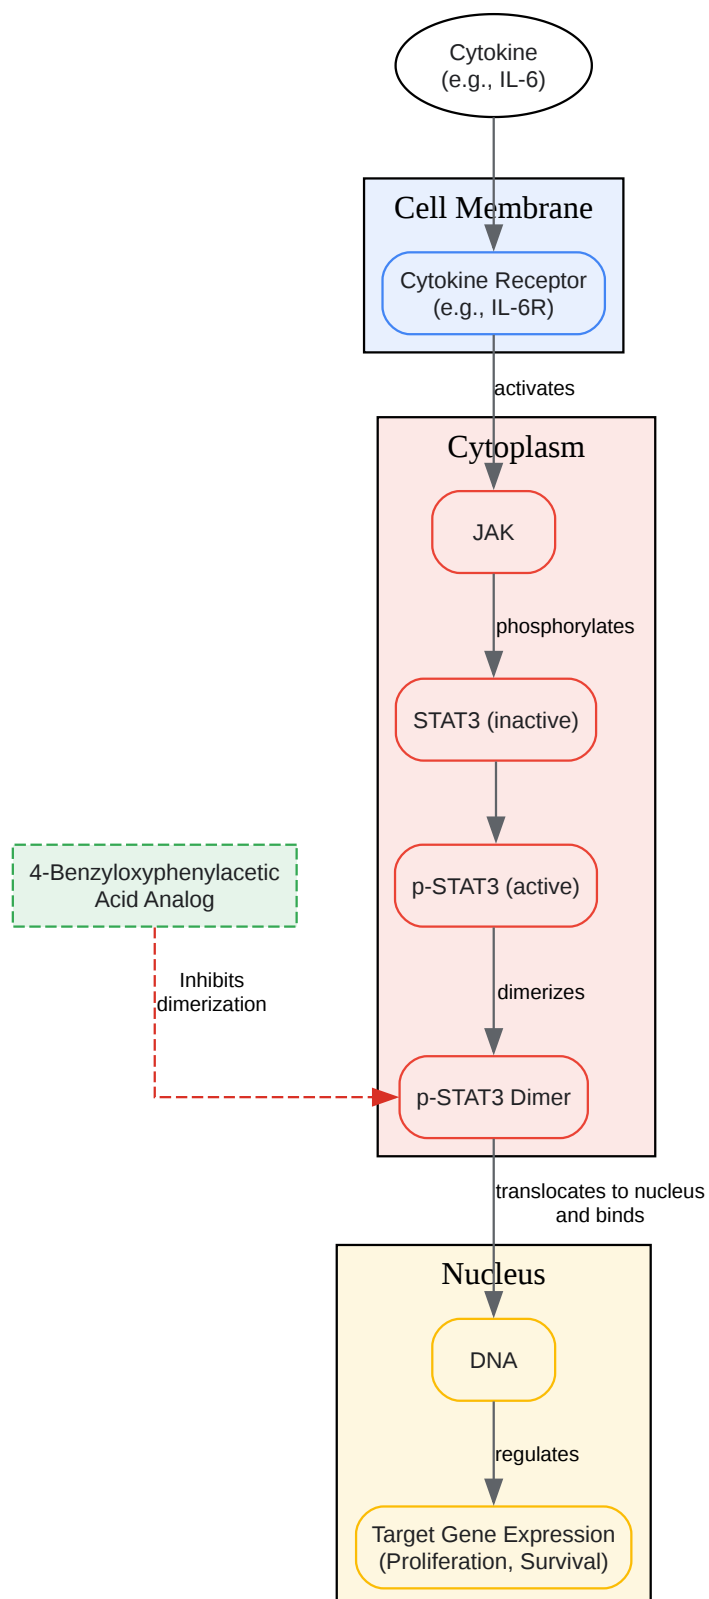 Cytokine
(e.g., IL-6)
Cell Membrane
Cytokine Receptor
(e.g., IL-6R)
activates
Cytoplasm
JAK
phosphorylates
STAT3 (inactive)
4-Benzyloxyphenylacetic
Acid Analog
p-STAT3 (active)
Inhibits
dimerization
dimerizes
p-STAT3 Dimer
translocates to nucleus
and binds
Nucleus
DNA
regulates
Target Gene Expression
(Proliferation, Survival)